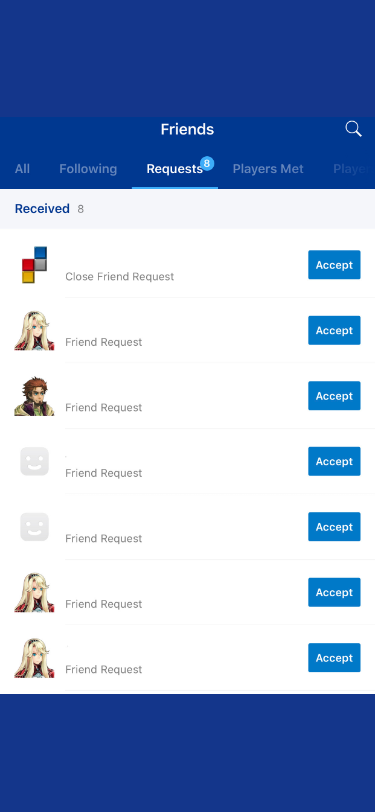 Friends
All Following Requests 8 Players Met Playe
Received 8
Close Friend Request Accept
Friend Request Accept
Friend Request Accept
Friend Request Accept
Friend Request Accept
Friend Request Accept
Friend Request Accept